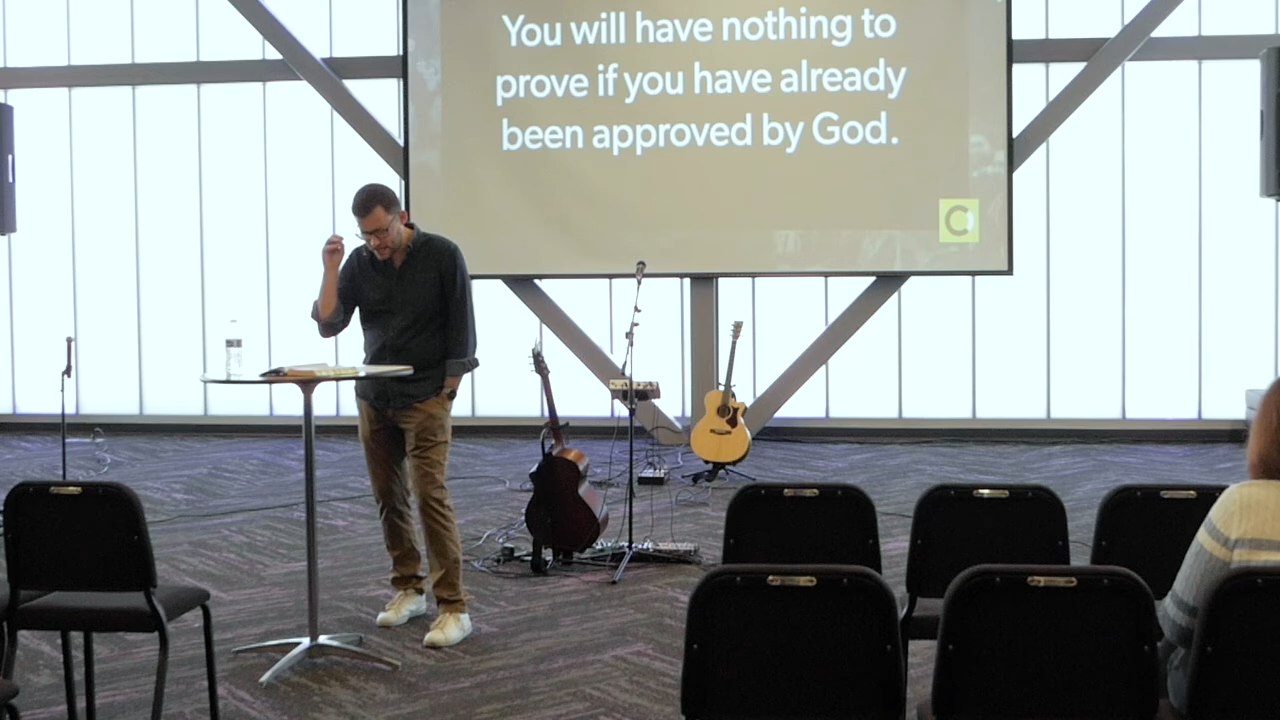 You will have nothing to
prove if you have already
been approved by God.
C